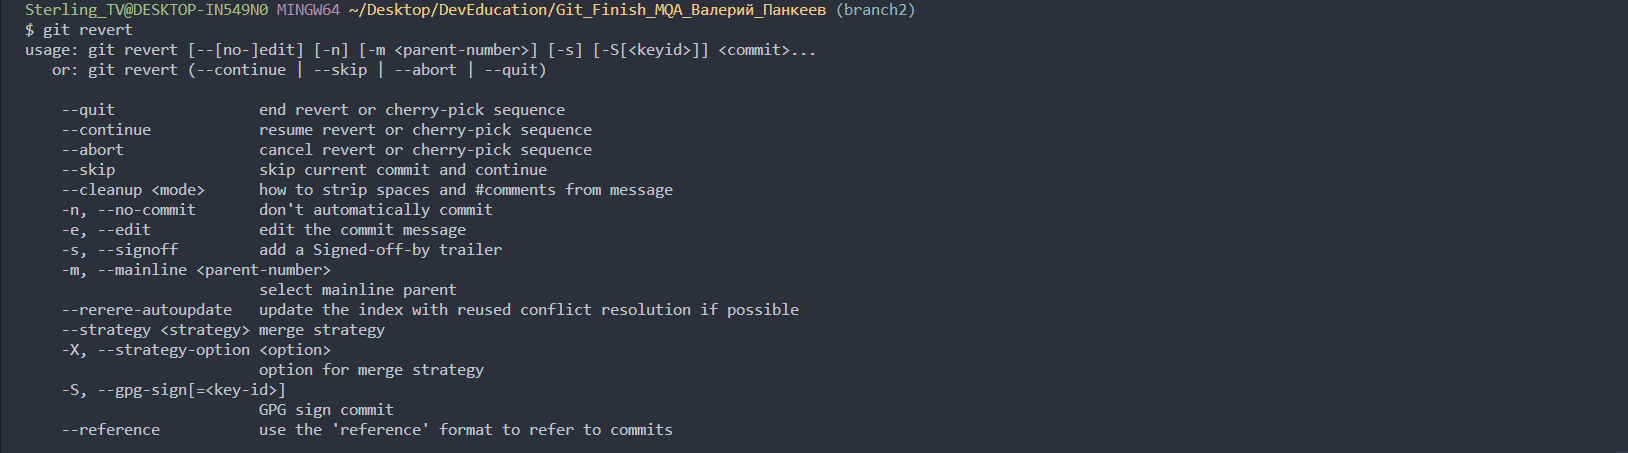 Sterling_TV@DESKTOP-IN549N0 MINGW64 ~/Desktop/DevEducation/Git_Finish_MQA_Валерий_Панкеев (branch2)
$ git revert
usage: git revert [--[no-]edit] [-n] [-m <parent-number>] [-s] [-S[<keyid>]] <commit>...
   or: git revert (--continue | --skip | --abort | --quit)

    --quit                end revert or cherry-pick sequence
    --continue            resume revert or cherry-pick sequence
    --abort               cancel revert or cherry-pick sequence
    --skip                skip current commit and continue
    --cleanup <mode>      how to strip spaces and #comments from message
    -n, --no-commit       don't automatically commit
    -e, --edit            edit the commit message
    -s, --signoff         add a Signed-off-by trailer
    -m, --mainline <parent-number>
                          select mainline parent
    --rerere-autoupdate   update the index with reused conflict resolution if possible
    --strategy <strategy> merge strategy
    -X, --strategy-option <option>
                          option for merge strategy
    -S, --gpg-sign[=<key-id>]
                          GPG sign commit
    --reference           use the 'reference' format to refer to commits